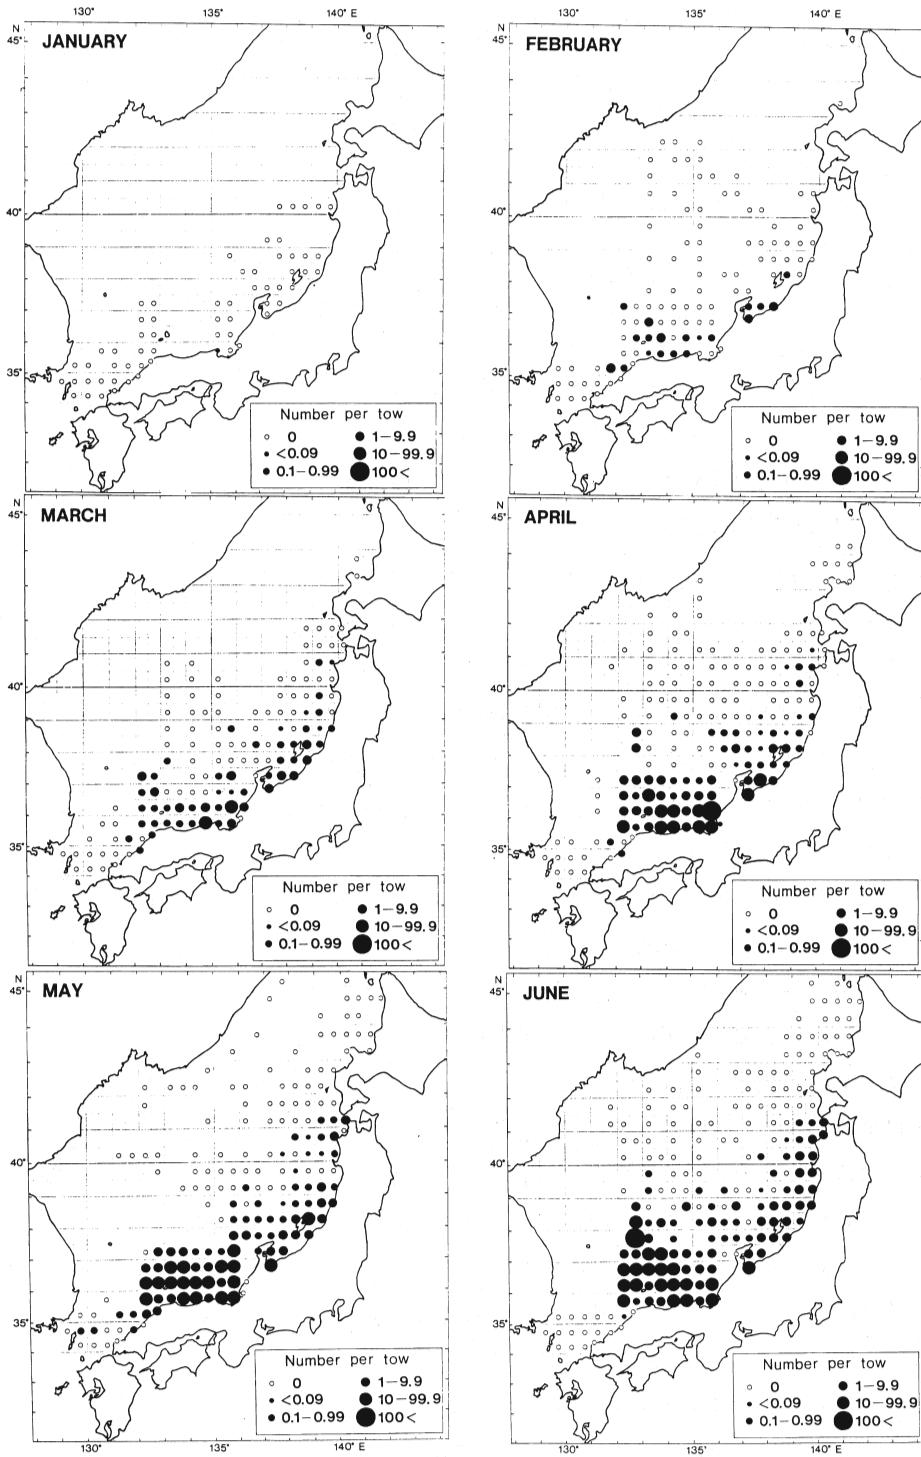 130° 135° 140° E 130° 135° 140° E
N N
45° JANUARY 45° FEBRUARY
40° 40°
35° 35°
Number per tow
0 1–9.9
<0.09 10–99.9
0.1–0.99 100<
Number per tow
0 1–9.9
<0.09 10–99.9
0.1–0.99 100<
N N
45° MARCH 45° APRIL
40° 40°
35° 35°
Number per tow
0 1–9.9
<0.09 10–99.9
0.1–0.99 100<
Number per tow
0 1–9.9
<0.09 10–99.9
0.1–0.99 100<
N N
45° MAY 45° JUNE
40° 40°
35° 35°
Number per tow
0 1–9.9
<0.09 10–99.9
0.1–0.99 100<
Number per tow
0 1–9.9
<0.09 10–99.9
0.1–0.99 100<
130° 135° 140° E 130° 135° 140° E